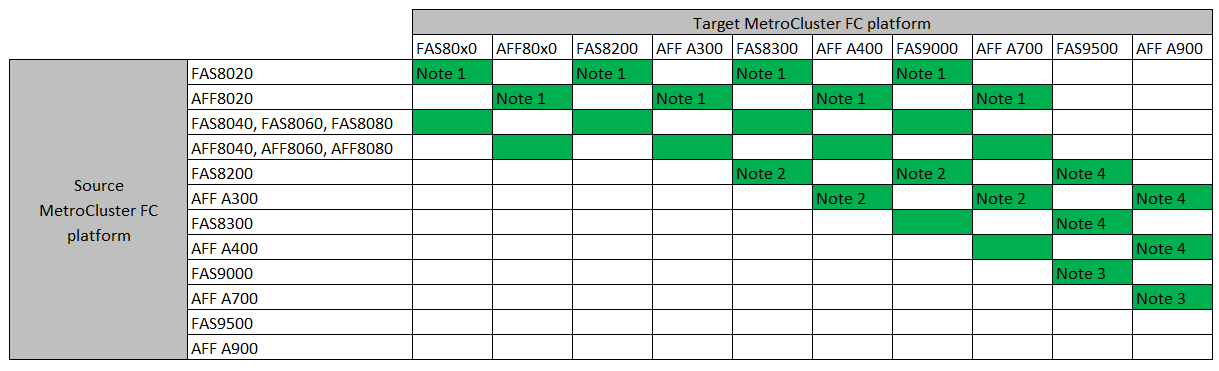 Target MetroCluster FC platform
FAS80x0 AFF80x0 FAS8200 AFF A300 FAS8300 AFF A400 FAS9000 AFF A700 FAS9500 AFF A900
Source
MetroCluster FC
platform
FAS8020 Note 1 Note 1 Note 1 Note 1
AFF8020 Note 1 Note 1 Note 1 Note 1
FAS8040, FAS8060, FAS8080
AFF8040, AFF8060, AFF8080
FAS8200 Note 2 Note 2 Note 4
AFF A300 Note 2 Note 2 Note 4
FAS8300 Note 4
AFF A400 Note 4
FAS9000 Note 3
AFF A700 Note 3
FAS9500
AFF A900